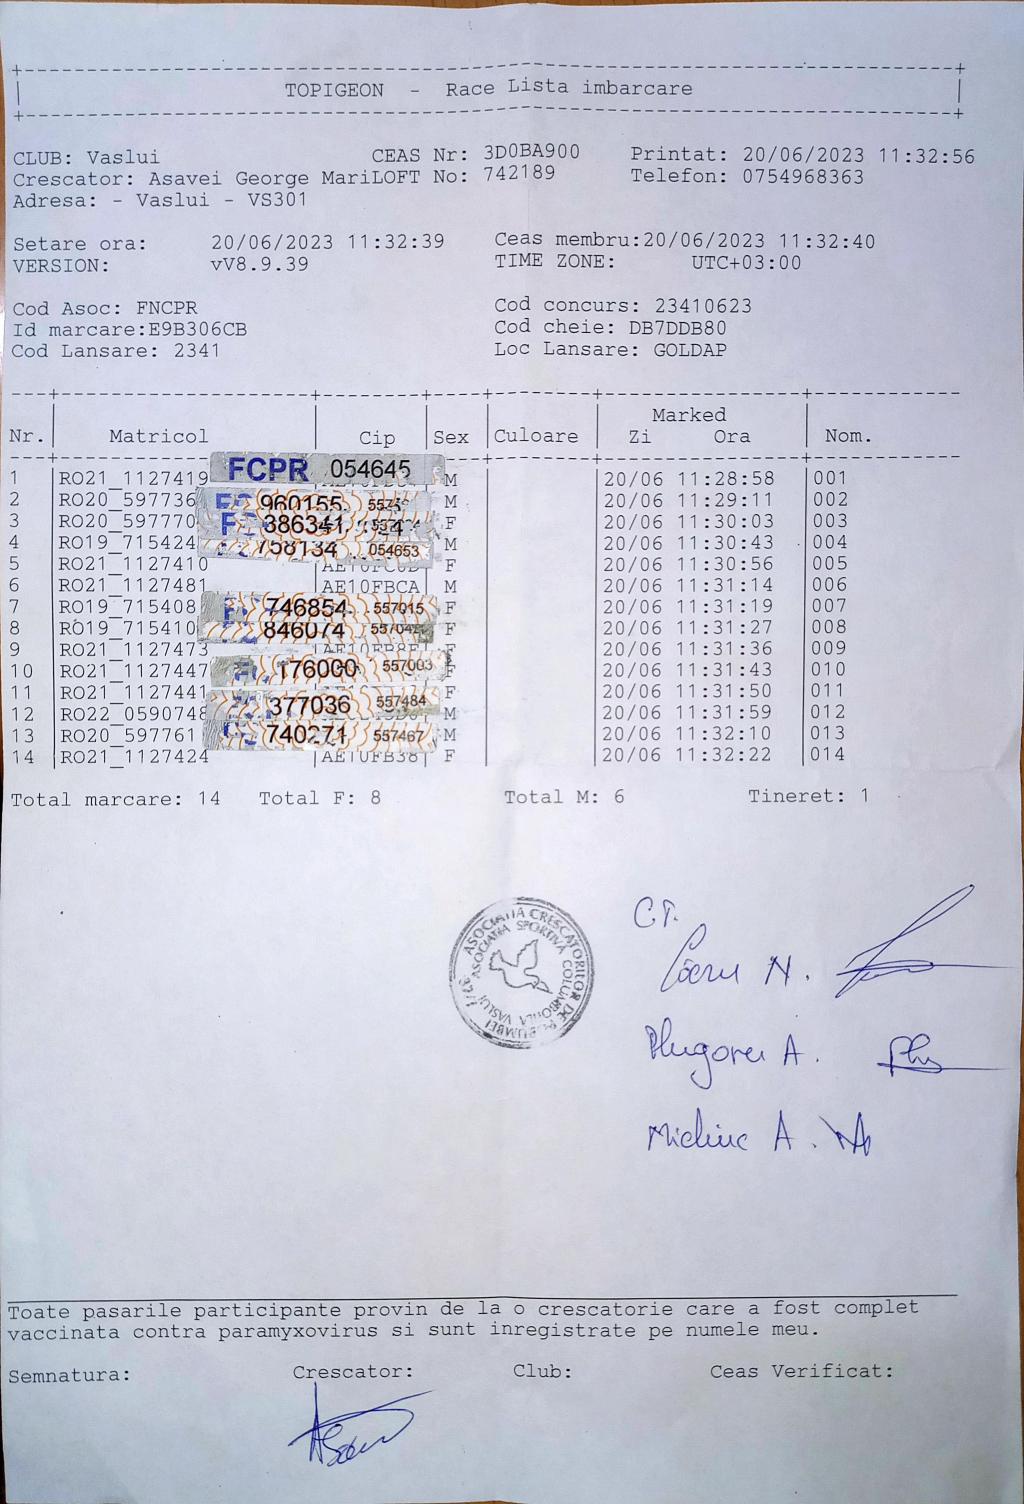 TOPIGEON - Race Lista imbarcare
CLUB: Vaslui CEAS Nr: 3D0BA900 Printat: 20/06/2023 11:32:56
Crescator: Asavei George MariLOFT No: 742189 Telefon: 0754968363
Adresa: - Vaslui - VS301
Setare ora: 20/06/2023 11:32:39 Ceas membru:20/06/2023 11:32:40
VERSION: vV8.9.39 TIME ZONE: UTC+03:00
Cod Asoc: FNCPR Cod concurs: 23410623
Id marcare:E9B306CB Cod cheie: DB7DDB80
Cod Lansare: 2341 Loc Lansare: GOLDAP
Marked
Nr. Matricol Cip Sex Culoare Zi Ora Nom.
1 RO21_1127419 FCPR 054645 M 20/06 11:28:58 001
2 RO20_597736 960155 M 20/06 11:29:11 002
3 RO20_597770 386341 F 20/06 11:30:03 003
4 RO19_715424 758134 054653 M 20/06 11:30:43 004
5 RO21_1127410 F 20/06 11:30:56 005
6 RO21_1127481 AE10FBCA M 20/06 11:31:14 006
7 RO19_715408 746854 557015 F 20/06 11:31:19 007
8 RO19_715410 846074 F 20/06 11:31:27 008
9 RO21_1127473 AE10FB8E F 20/06 11:31:36 009
10 RO21_1127447 176000 557003 F 20/06 11:31:43 010
11 RO21_1127441 F 20/06 11:31:50 011
12 RO22_0590748 377036 557484 M 20/06 11:31:59 012
13 RO20_597761 740271 557467 M 20/06 11:32:10 013
14 RO21_1127424 AE10FB38 F 20/06 11:32:22 014
Total marcare: 14 Total F: 8 Total M: 6 Tineret: 1
ASOCIATIA CRESCATORILOR DE PORUMBEI
ASOCIATIA SPORTIVA COLUMBOFILA VASLUI
C.T.
N.
Plugoru A.
A.
Toate pasarile participante provin de la o crescatorie care a fost complet
vaccinata contra paramyxovirus si sunt inregistrate pe numele meu.
Semnatura: Crescator: Club: Ceas Verificat: